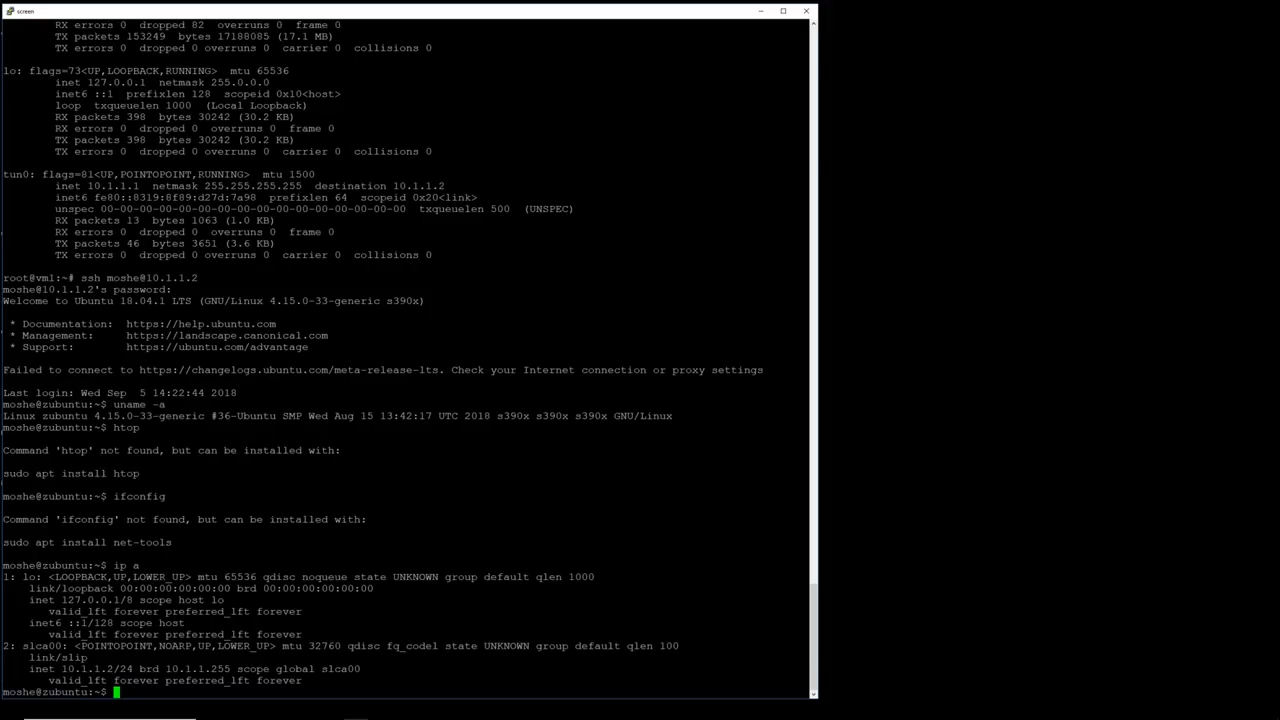 screen
RX errors 0  dropped 82  overruns 0  frame 0
TX packets 153249  bytes 17188085 (17.1 MB)
TX errors 0  dropped 0 overruns 0  carrier 0  collisions 0
lo: flags=73<UP,LOOPBACK,RUNNING>  mtu 65536
inet 127.0.0.1  netmask 255.0.0.0
inet6 ::1  prefixlen 128  scopeid 0x10<host>
loop  txqueuelen 1000  (Local Loopback)
RX packets 398  bytes 30242 (30.2 KB)
RX errors 0  dropped 0  overruns 0  frame 0
TX packets 398  bytes 30242 (30.2 KB)
TX errors 0  dropped 0 overruns 0  carrier 0  collisions 0
tun0: flags=81<UP,POINTOPOINT,RUNNING>  mtu 1500
inet 10.1.1.1  netmask 255.255.255.255  destination 10.1.1.2
inet6 fe80::8319:8f89:d27d:7a98  prefixlen 64  scopeid 0x20<link>
unspec 00-00-00-00-00-00-00-00-00-00-00-00-00-00-00-00  txqueuelen 500  (UNSPEC)
RX packets 13  bytes 1063 (1.0 KB)
RX errors 0  dropped 0  overruns 0  frame 0
TX packets 46  bytes 3651 (3.6 KB)
TX errors 0  dropped 0 overruns 0  carrier 0  collisions 0
root@vm1:~# ssh moshe@10.1.1.2
moshe@10.1.1.2's password:
Welcome to Ubuntu 18.04.1 LTS (GNU/Linux 4.15.0-33-generic s390x)
* Documentation:  https://help.ubuntu.com
* Management:     https://landscape.canonical.com
* Support:        https://ubuntu.com/advantage
Failed to connect to https://changelogs.ubuntu.com/meta-release-lts. Check your Internet connection or proxy settings
Last login: Wed Sep  5 14:22:44 2018
moshe@zubuntu:~$ uname -a
Linux zubuntu 4.15.0-33-generic #36-Ubuntu SMP Wed Aug 15 13:42:17 UTC 2018 s390x s390x s390x GNU/Linux
moshe@zubuntu:~$ htop
Command 'htop' not found, but can be installed with:
sudo apt install htop
moshe@zubuntu:~$ ifconfig
Command 'ifconfig' not found, but can be installed with:
sudo apt install net-tools
moshe@zubuntu:~$ ip a
1: lo: <LOOPBACK,UP,LOWER_UP> mtu 65536 qdisc noqueue state UNKNOWN group default qlen 1000
link/loopback 00:00:00:00:00:00 brd 00:00:00:00:00:00
inet 127.0.0.1/8 scope host lo
valid_lft forever preferred_lft forever
inet6 ::1/128 scope host
valid_lft forever preferred_lft forever
2: slca00: <POINTOPOINT,NOARP,UP,LOWER_UP> mtu 32760 qdisc fq_codel state UNKNOWN group default qlen 100
link/slip
inet 10.1.1.2/24 brd 10.1.1.255 scope global slca00
valid_lft forever preferred_lft forever
moshe@zubuntu:~$